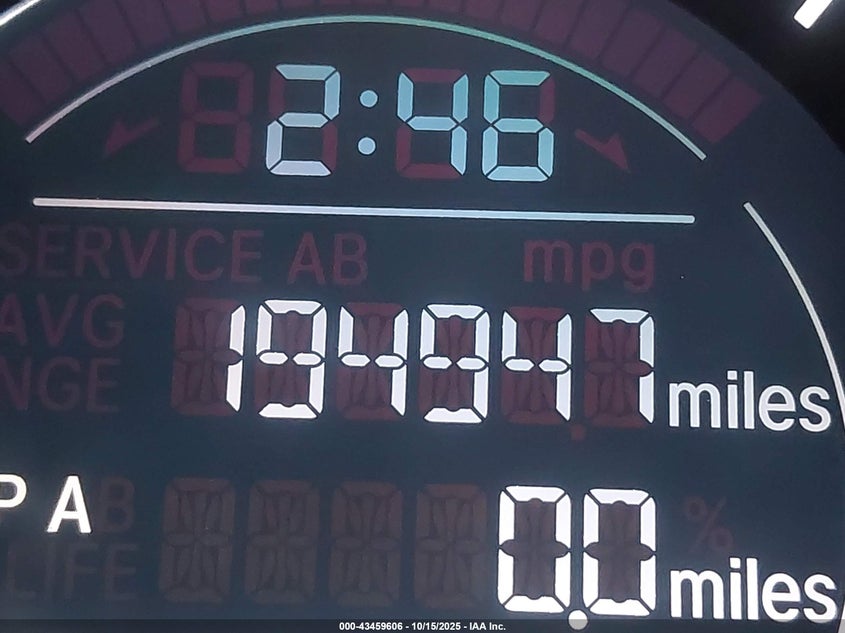 2:46
SERVICE AB mpg
AVG
194947 miles
NGE
P AB %
0.0 miles
LIFE
000-43459606 - 10/15/2025 - IAA Inc.